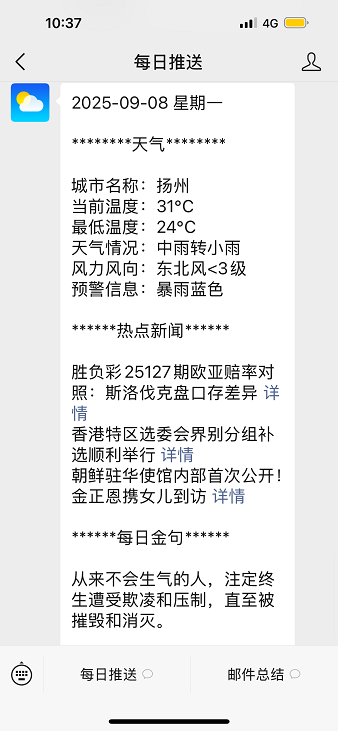 10:37
4G
每日推送
2025-09-08 星期一
********天气********
城市名称：扬州
当前温度：31℃
最低温度：24℃
天气情况：中雨转小雨
风力风向：东北风<3级
预警信息：暴雨蓝色
******热点新闻******
胜负彩25127期欧亚赔率对
照：斯洛伐克盘口存差异 详
情
香港特区选委会界别分组补
选顺利举行 详情
朝鲜驻华使馆内部首次公开！
金正恩携女儿到访 详情
******每日金句******
从来不会生气的人，注定终
生遭受欺凌和压制，直至被
摧毁和消灭。
每日推送
邮件总结